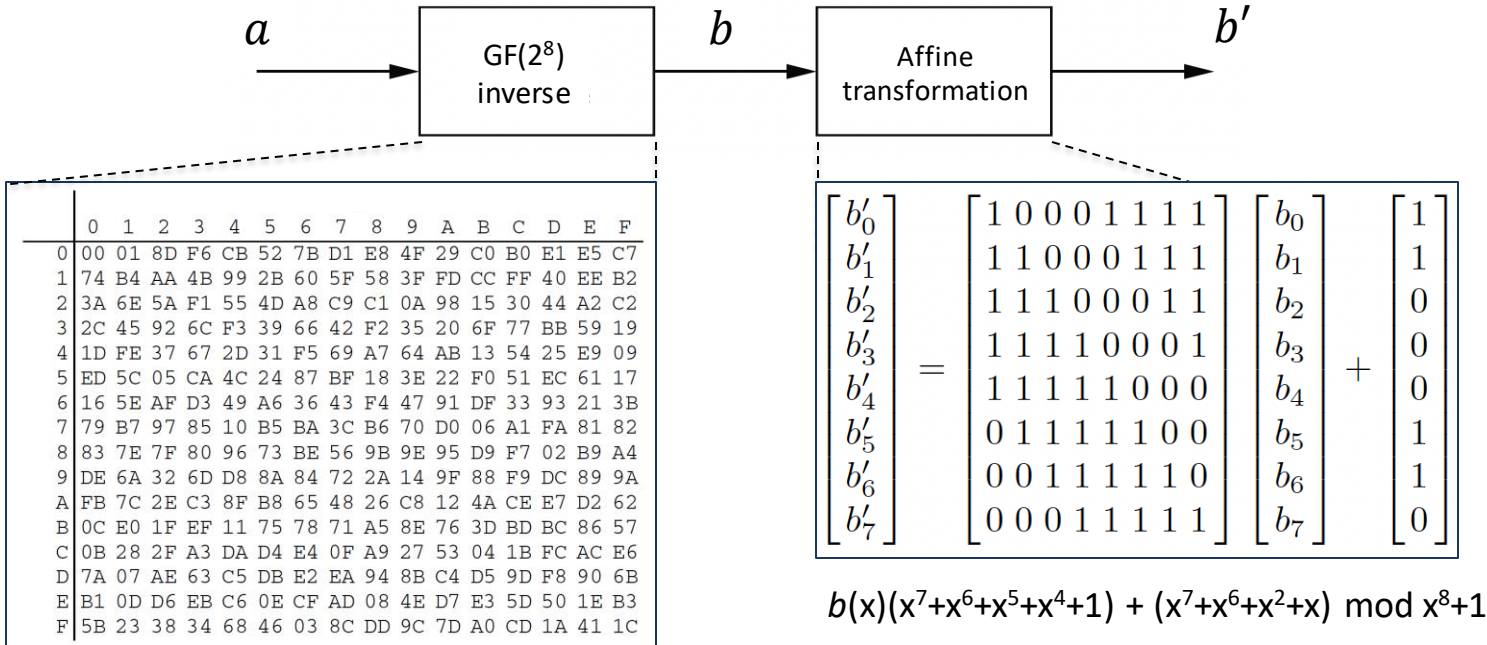 a b b′
GF(2⁸)
inverse
Affine
transformation
0 1 2 3 4 5 6 7 8 9 A B C D E F
0 00 01 8D F6 CB 52 7B D1 E8 4F 29 C0 B0 E1 E5 C7
1 74 B4 AA 4B 99 2B 60 5F 58 3F FD CC FF 40 EE B2
2 3A 6E 5A F1 55 4D A8 C9 C1 0A 98 15 30 44 A2 C2
3 2C 45 92 6C F3 39 66 42 F2 35 20 6F 77 BB 59 19
4 1D FE 37 67 2D 31 F5 69 A7 64 AB 13 54 25 E9 09
5 ED 5C 05 CA 4C 24 87 BF 18 3E 22 F0 51 EC 61 17
6 16 5E AF D3 49 A6 36 43 F4 47 91 DF 33 93 21 3B
7 79 B7 97 85 10 B5 BA 3C B6 70 D0 06 A1 FA 81 82
8 83 7E 7F 80 96 73 BE 56 9B 9E 95 D9 F7 02 B9 A4
9 DE 6A 32 6D D8 8A 84 72 2A 14 9F 88 F9 DC 89 9A
A FB 7C 2E C3 8F B8 65 48 26 C8 12 4A CE E7 D2 62
B 0C E0 1F EF 11 75 78 71 A5 8E 76 3D BD BC 86 57
C 0B 28 2F A3 DA D4 E4 0F A9 27 53 04 1B FC AC E6
D 7A 07 AE 63 C5 DB E2 EA 94 8B C4 D5 9D F8 90 6B
E B1 0D D6 EB C6 0E CF AD 08 4E D7 E3 5D 50 1E B3
F 5B 23 38 34 68 46 03 8C DD 9C 7D A0 CD 1A 41 1C
b′₀ 1 0 0 0 1 1 1 1 b₀ 1
b′₁ 1 1 0 0 0 1 1 1 b₁ 1
b′₂ 1 1 1 0 0 0 1 1 b₂ 0
b′₃ 1 1 1 1 0 0 0 1 b₃ 0
= +
b′₄ 1 1 1 1 1 0 0 0 b₄ 0
b′₅ 0 1 1 1 1 1 0 0 b₅ 1
b′₆ 0 0 1 1 1 1 1 0 b₆ 1
b′₇ 0 0 0 1 1 1 1 1 b₇ 0
b(x)(x⁷+x⁶+x⁵+x⁴+1) + (x⁷+x⁶+x²+x) mod x⁸+1